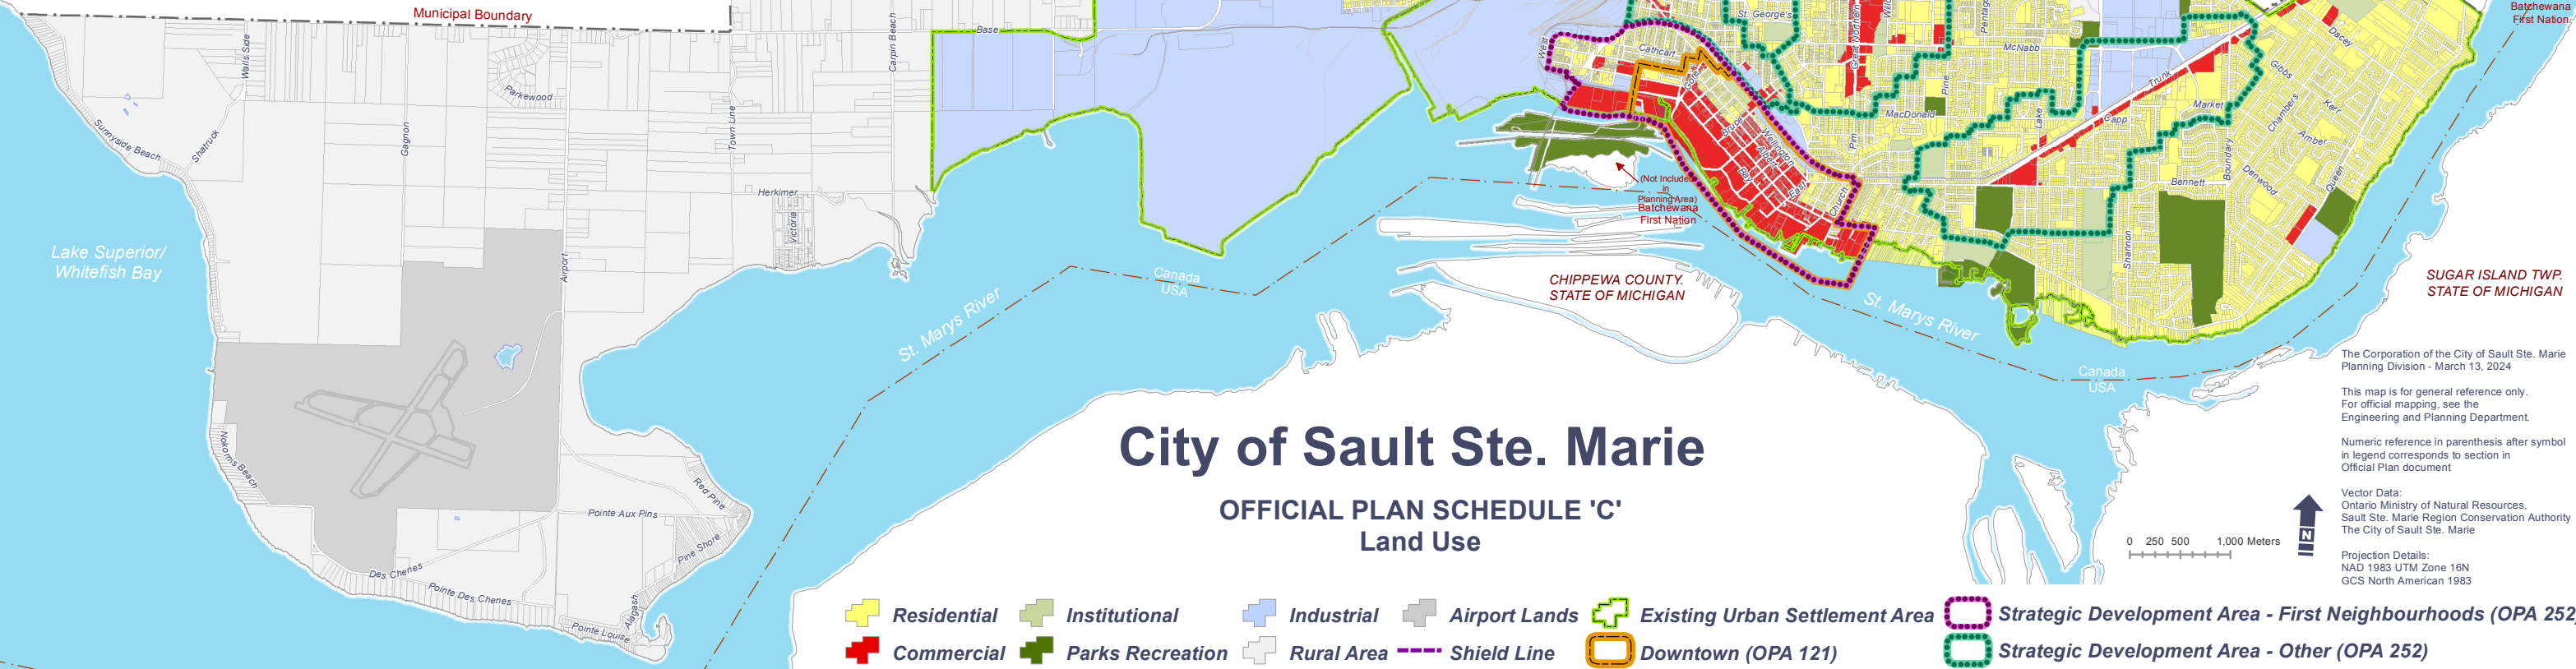 Municipal Boundary
Batchewana
First Nation
Walls Side
Carpin Beach
Base
West
Cathcart
Gore
St. George's
Great Northern
McNabb
Pine
Trunk
Dacey
Gibbs
Parkewood
Sunnyside Beach
Shatruck
Gagnon
Town Line
MacDonald
Lake
Capp
Market
Chambers
Kerr
Amber
Bruce
Wellington
Albert
Bay
East
Church
Pim
Bennett
Boundary
Denwood
Queen
Shannon
Herkimer
Victoria
Airport
(Not Included
in
Planning Area)
Batchewana
First Nation
Lake Superior/
Whitefish Bay
Canada
USA
St. Marys River
CHIPPEWA COUNTY.
STATE OF MICHIGAN
St. Marys River
SUGAR ISLAND TWP.
STATE OF MICHIGAN
Canada
USA
Nokomis Beach
Red Pine
Pointe Aux Pins
Pine Shore
Des Chenes
Pointe Des Chenes
Alagash
Pointe Louise
City of Sault Ste. Marie
OFFICIAL PLAN SCHEDULE 'C'
Land Use
The Corporation of the City of Sault Ste. Marie
Planning Division - March 13, 2024
This map is for general reference only.
For official mapping, see the
Engineering and Planning Department.
Numeric reference in parenthesis after symbol
in legend corresponds to section in
Official Plan document
Vector Data:
Ontario Ministry of Natural Resources,
Sault Ste. Marie Region Conservation Authority
The City of Sault Ste. Marie
Projection Details:
NAD 1983 UTM Zone 16N
GCS North American 1983
0 250 500 1,000 Meters
N
Residential
Institutional
Industrial
Airport Lands
Existing Urban Settlement Area
Strategic Development Area - First Neighbourhoods (OPA 252)
Commercial
Parks Recreation
Rural Area
Shield Line
Downtown (OPA 121)
Strategic Development Area - Other (OPA 252)